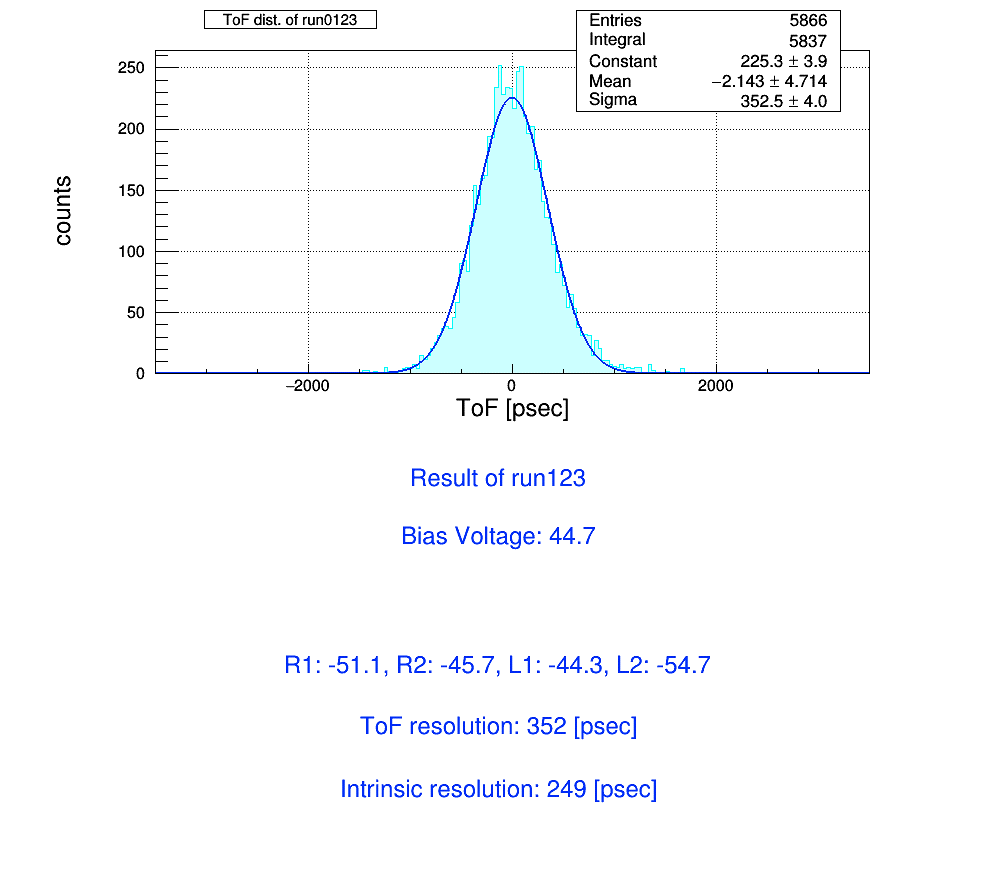 ToF dist. of run0123
Entries 5866
Integral 5837
Constant 225.3 ± 3.9
Mean −2.143 ± 4.714
Sigma 352.5 ± 4.0
250
200
150
100
50
0
counts
−2000 0 2000
ToF [psec]
Result of run123
Bias Voltage: 44.7
R1: -51.1, R2: -45.7, L1: -44.3, L2: -54.7
ToF resolution: 352 [psec]
Intrinsic resolution: 249 [psec]